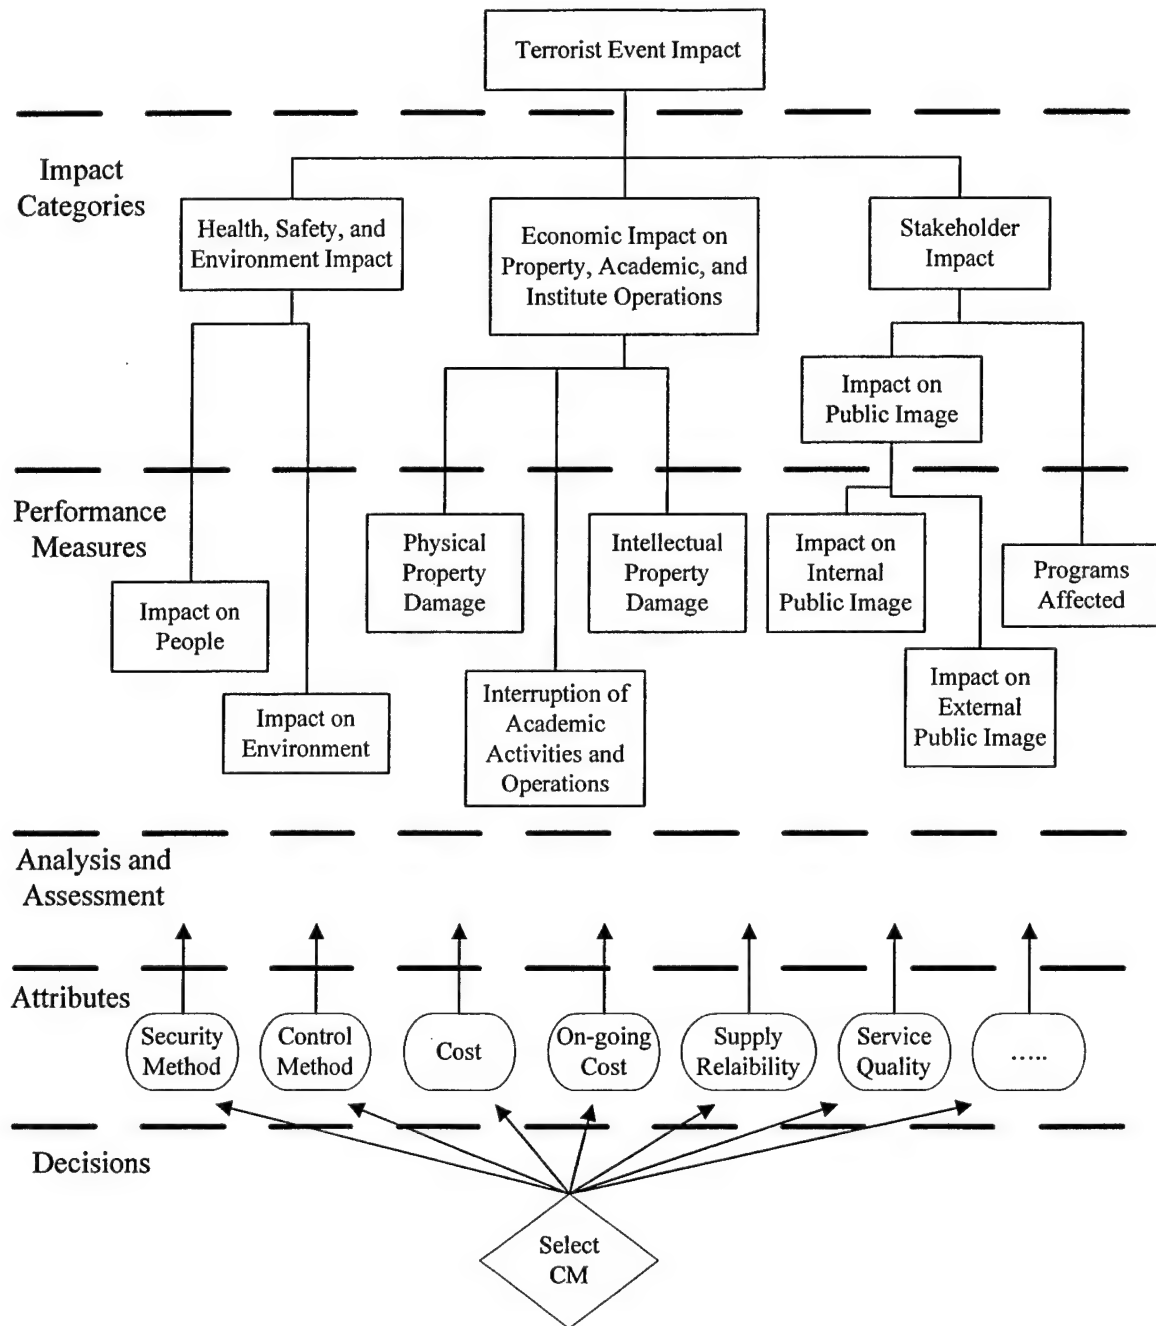 Terrorist Event Impact
Impact
Categories
Health, Safety, and
Environment Impact
Economic Impact on
Property, Academic, and
Institute Operations
Stakeholder
Impact
Impact on
Public Image
Performance
Measures
Physical
Property
Damage
Intellectual
Property
Damage
Impact on
Internal
Public Image
Programs
Affected
Impact on
People
Impact on
Environment
Interruption of
Academic
Activities and
Operations
Impact on
External
Public Image
Analysis and
Assessment
Attributes
Security
Method
Control
Method
Cost
On-going
Cost
Supply
Relaibility
Service
Quality
.....
Decisions
Select
CM